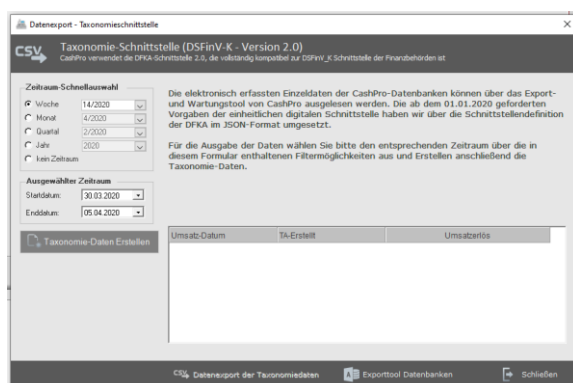 Datenexport - Taxonomieschnittstelle
CSV
Taxonomie-Schnittstelle (DSFinV-K - Version 2.0)
CashPro verwendet die DFKA-Schnittstelle 2.0, die vollständig kompatibel zur DSFinV_K Schnittstelle der Finanzbehörden ist
Zeitraum-Schnellauswahl
Woche 14/2020
Monat 4/2020
Quartal 2/2020
Jahr 2020
kein Zeitraum
Ausgewählter Zeitraum
Startdatum: 30.03.2020
Enddatum: 05.04.2020
Taxonomie-Daten Erstellen
Die elektronisch erfassten Einzeldaten der CashPro-Datenbanken können über das Export-
und Wartungstool von CashPro ausgelesen werden. Die ab dem 01.01.2020 geforderten
Vorgaben der einheitlichen digitalen Schnittstelle haben wir über die Schnittstellendefinition
der DFKA im JSON-Format umgesetzt.
Für die Ausgabe der Daten wählen Sie bitte den entsprechenden Zeitraum über die in
diesem Formular enthaltenen Filtermöglichkeiten aus und Erstellen anschließend die
Taxonomie-Daten.
Umsatz-Datum TA-Erstellt Umsatzerlös
CSV Datenexport der Taxonomiedaten
A Exporttool Datenbanken
Schließen